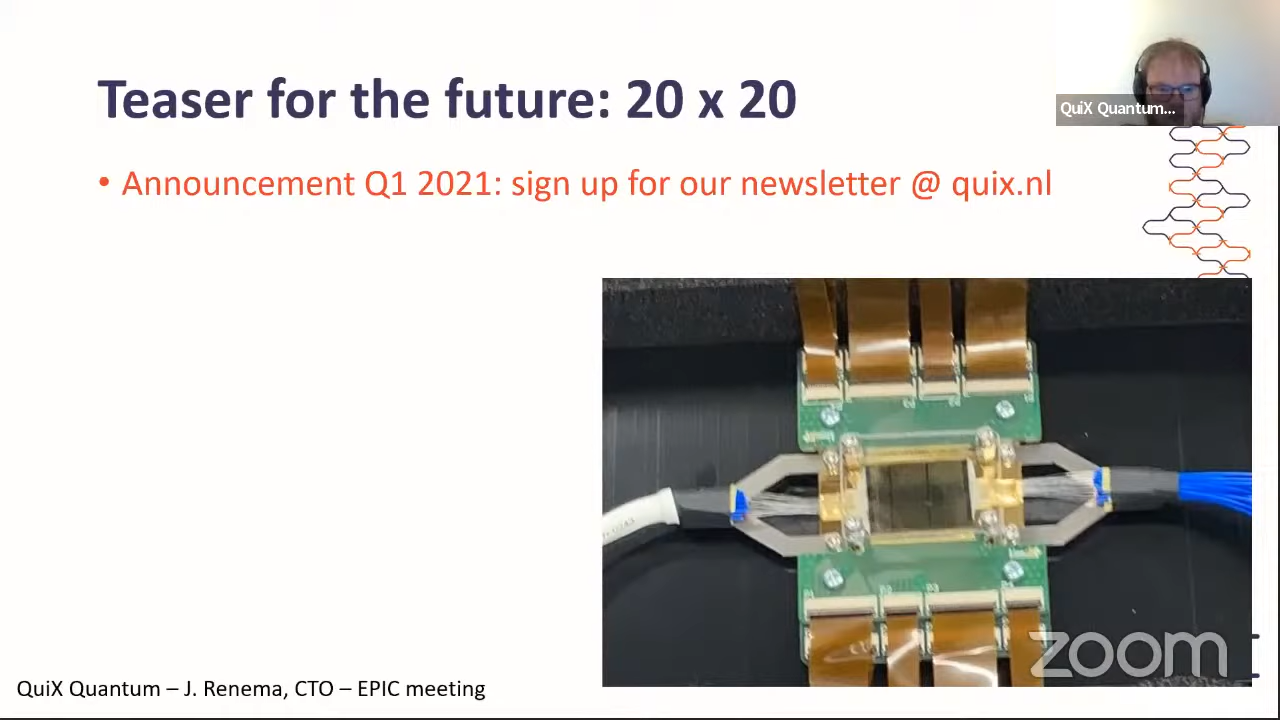 Teaser for the future: 20 x 20
QuiX Quantum...
• Announcement Q1 2021: sign up for our newsletter @ quix.nl
zoom
QuiX Quantum – J. Renema, CTO – EPIC meeting